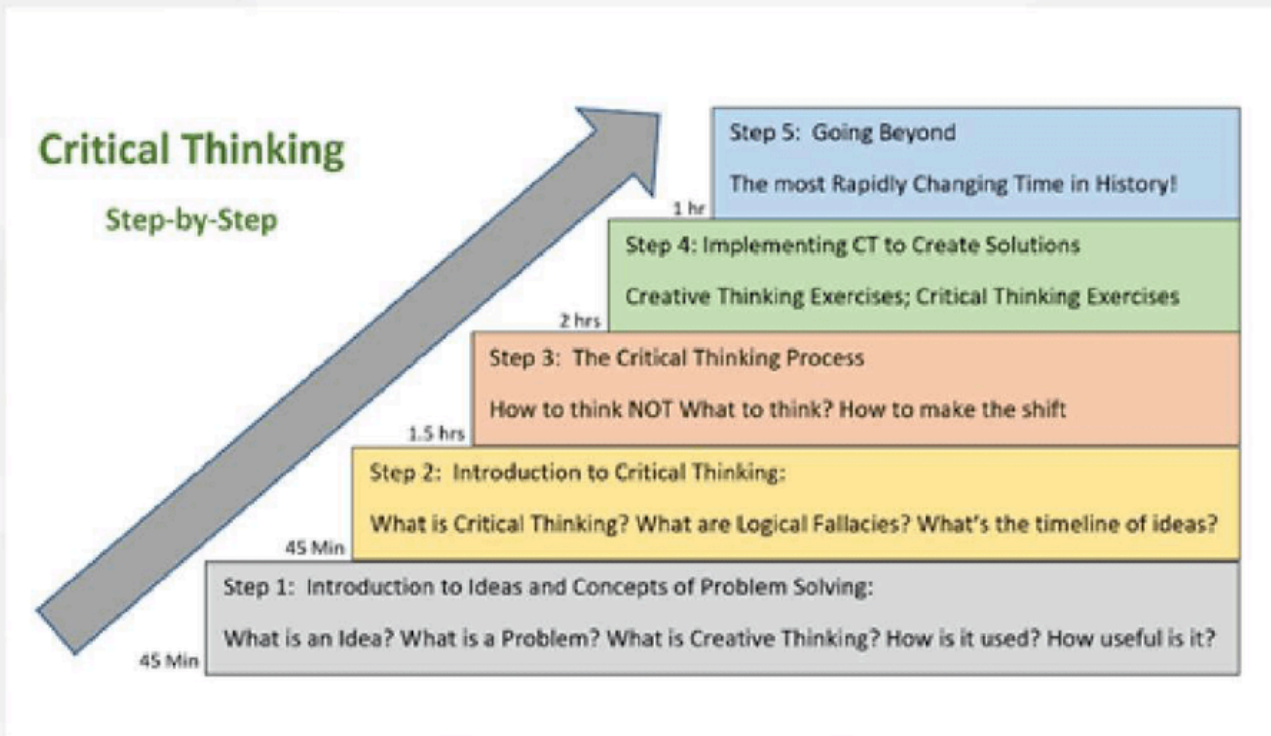 Critical Thinking
Step-by-Step
Step 5: Going Beyond
The most Rapidly Changing Time in History!
1 hr
Step 4: Implementing CT to Create Solutions
Creative Thinking Exercises; Critical Thinking Exercises
2 hrs
Step 3: The Critical Thinking Process
How to think NOT What to think? How to make the shift
1.5 hrs
Step 2: Introduction to Critical Thinking:
What is Critical Thinking? What are Logical Fallacies? What's the timeline of ideas?
45 Min
Step 1: Introduction to Ideas and Concepts of Problem Solving:
What is an Idea? What is a Problem? What is Creative Thinking? How is it used? How useful is it?
45 Min